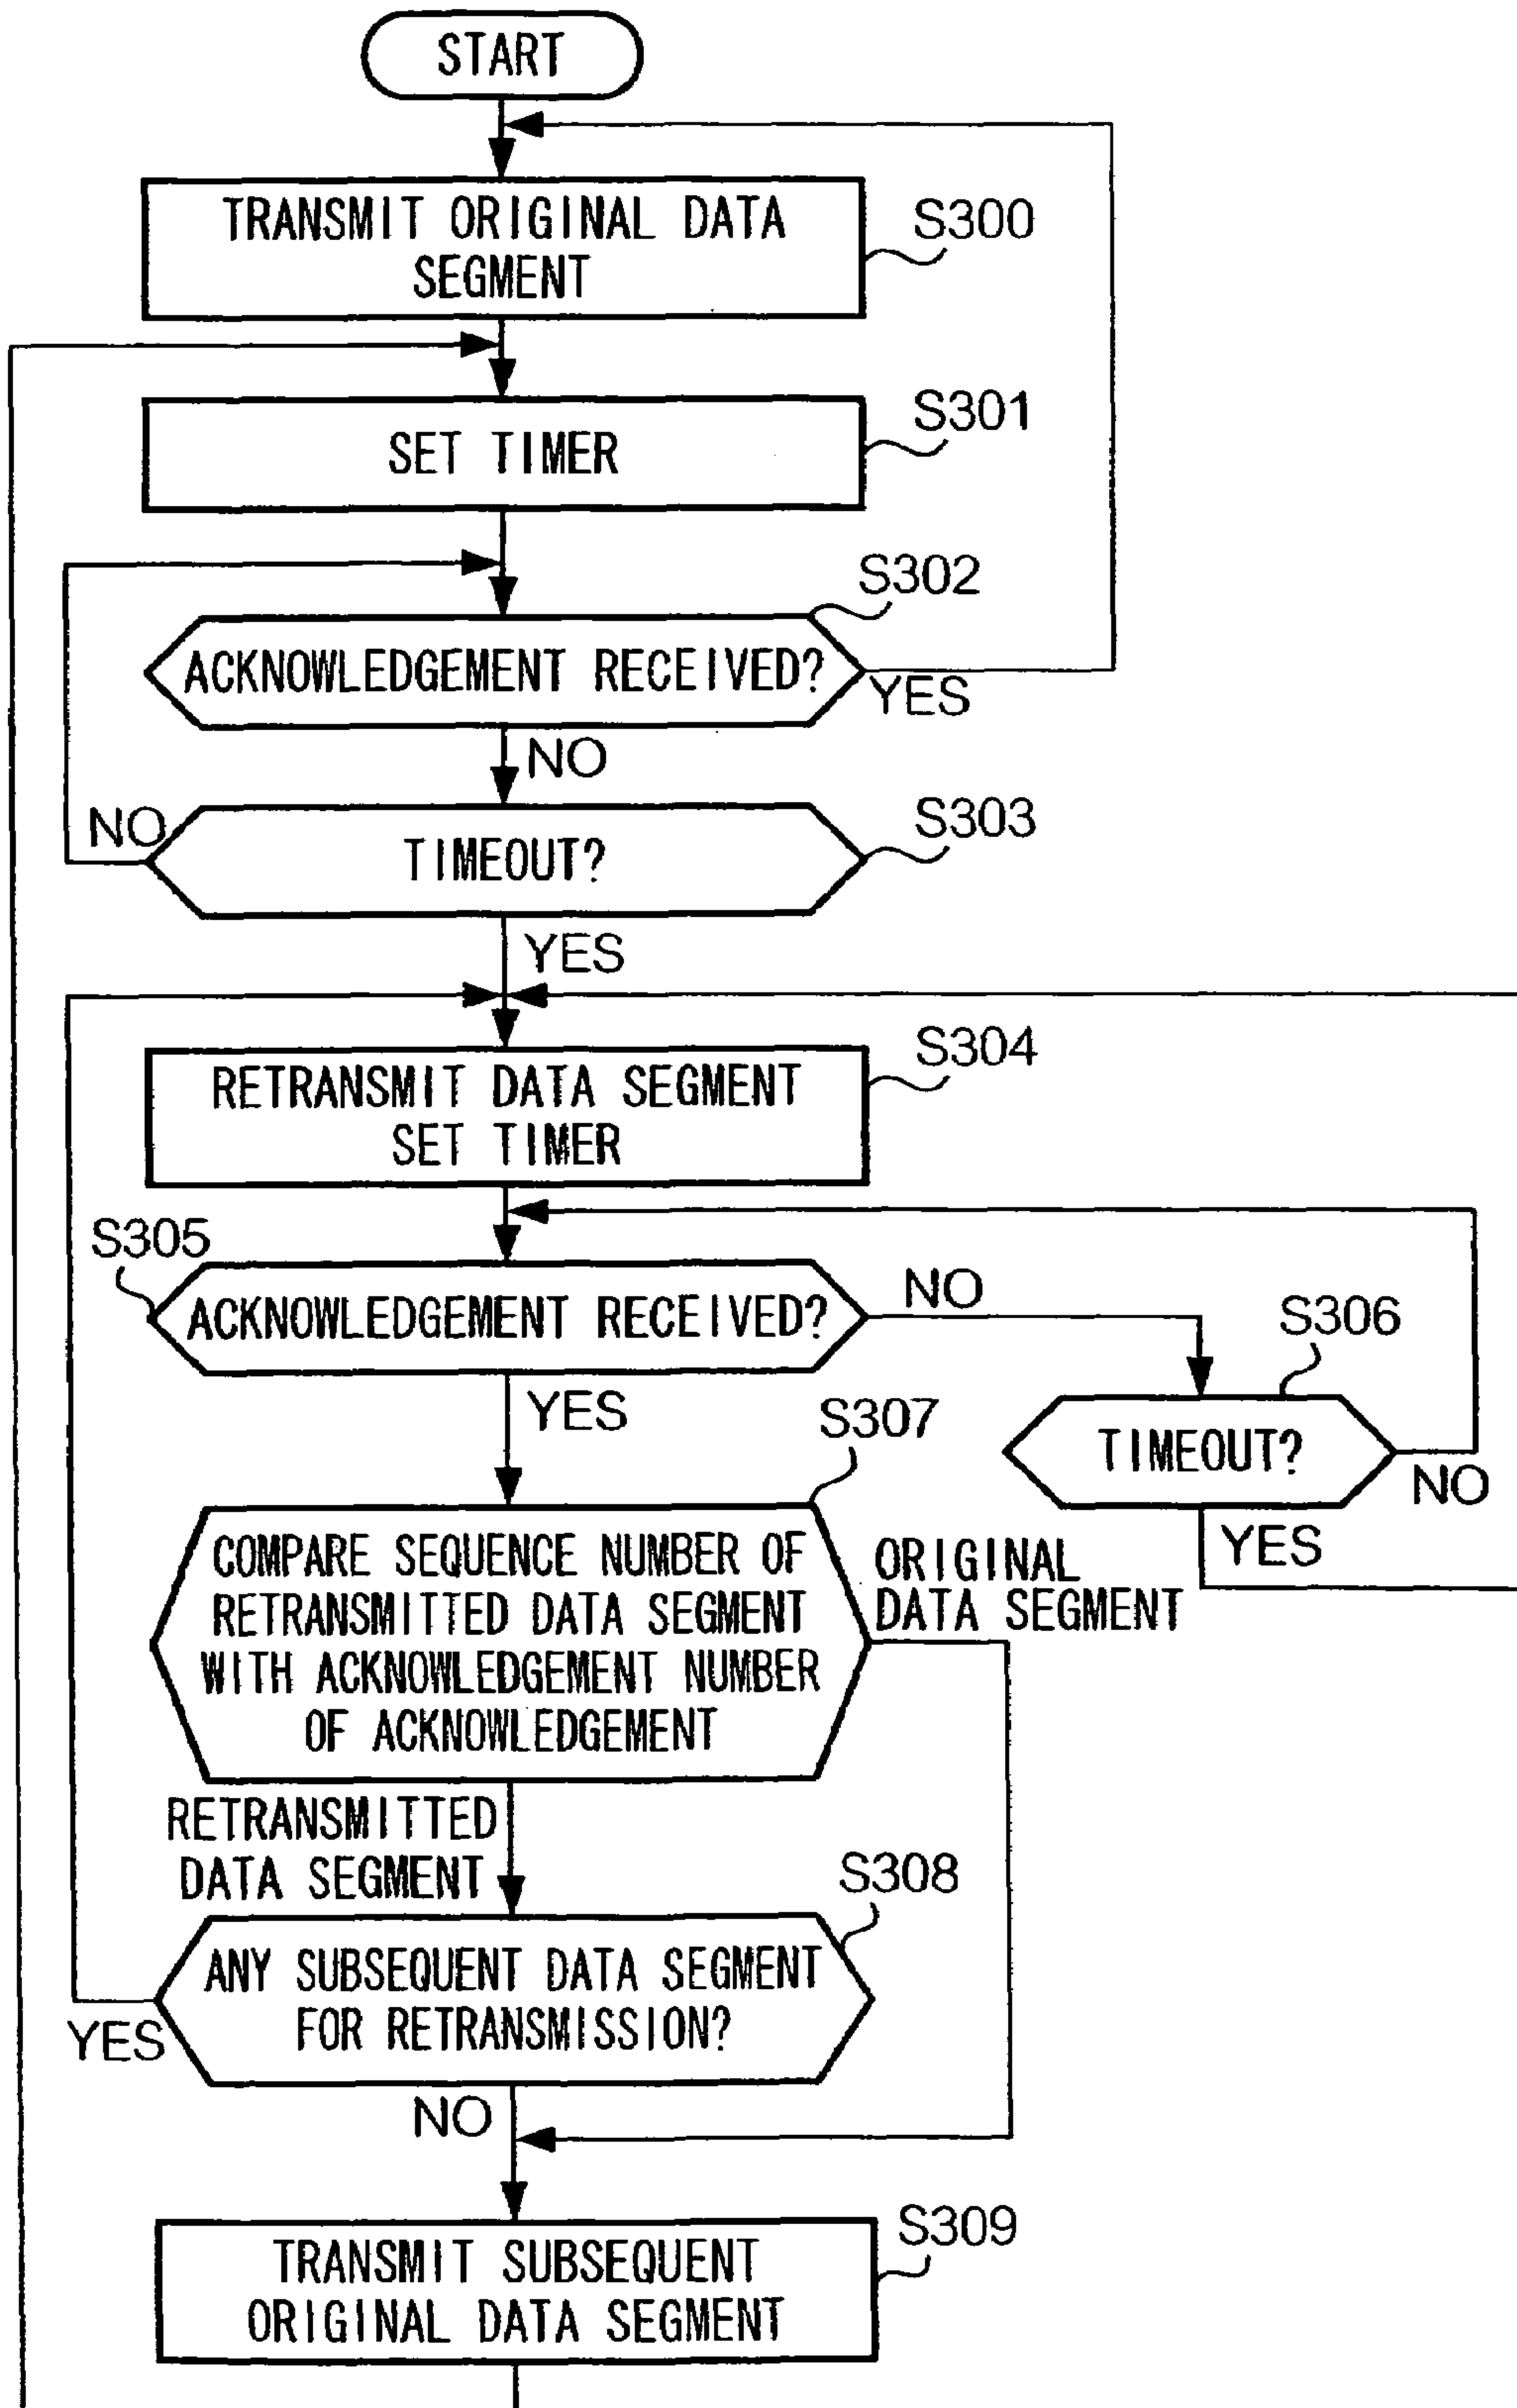 START
TRANSMIT ORIGINAL DATA
SEGMENT
S300
SET TIMER
S301
S302
ACKNOWLEDGEMENT RECEIVED?
YES
NO
NO
TIMEOUT?
S303
YES
S304
RETRANSMIT DATA SEGMENT
SET TIMER
S305
ACKNOWLEDGEMENT RECEIVED?
NO
S306
YES
TIMEOUT?
NO
YES
S307
COMPARE SEQUENCE NUMBER OF
RETRANSMITTED DATA SEGMENT
WITH ACKNOWLEDGEMENT NUMBER
OF ACKNOWLEDGEMENT
ORIGINAL
DATA SEGMENT
RETRANSMITTED
DATA SEGMENT
S308
ANY SUBSEQUENT DATA SEGMENT
FOR RETRANSMISSION?
YES
NO
S309
TRANSMIT SUBSEQUENT
ORIGINAL DATA SEGMENT